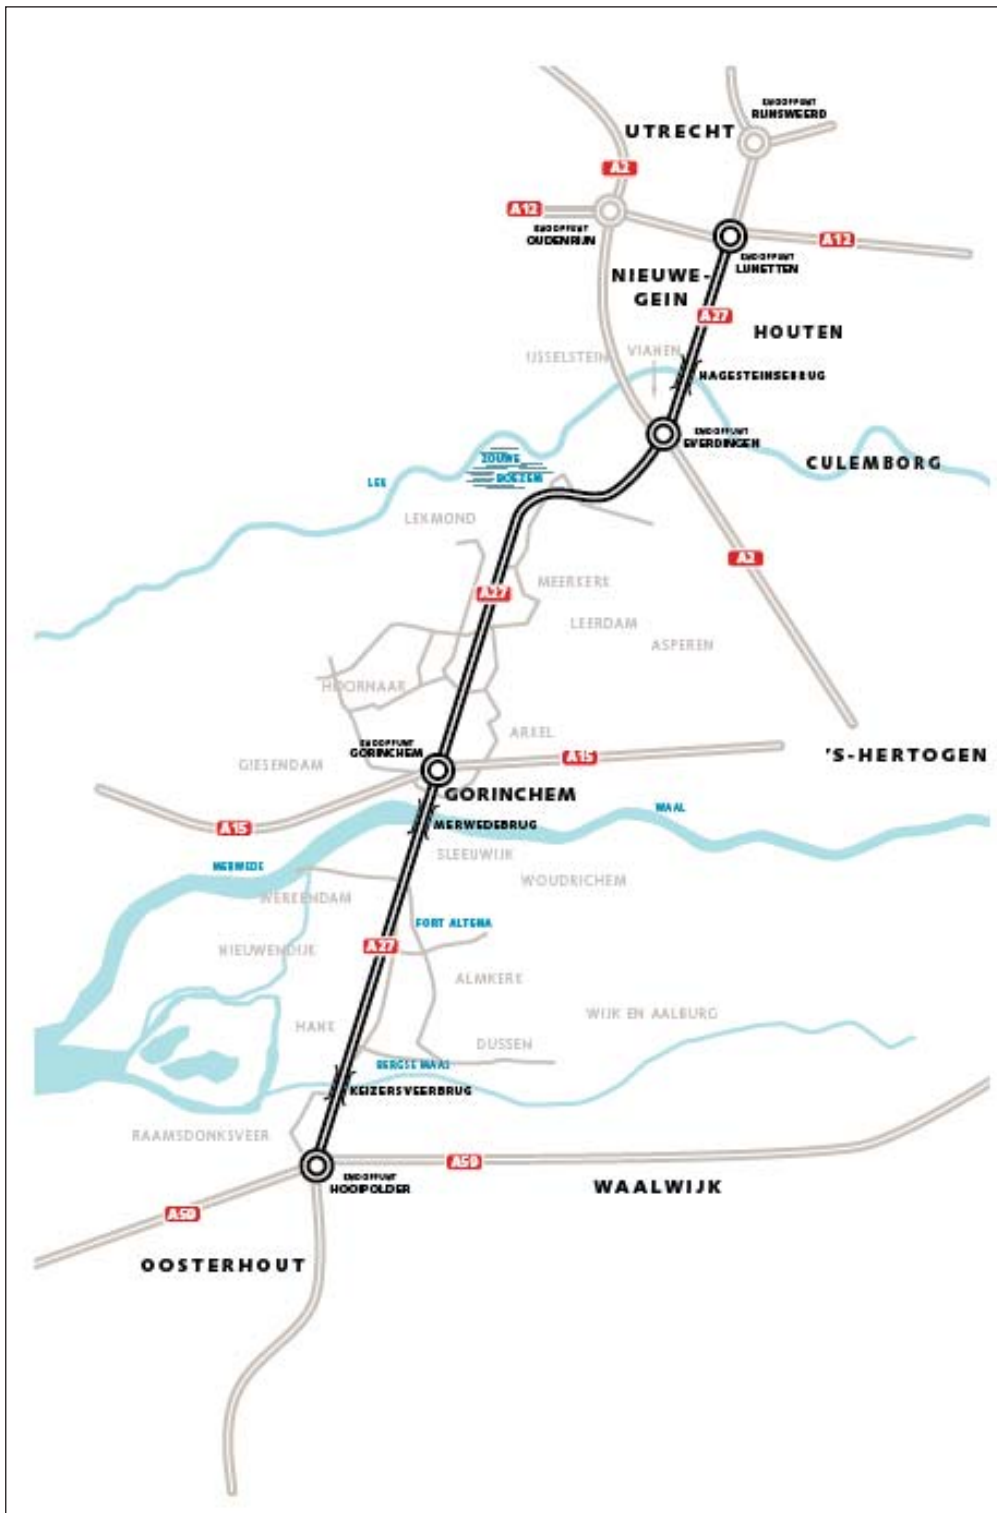 KNOOPPUNT
RIJNSWEERD
UTRECHT
A2
A12
KNOOPPUNT
OUDENRIJN
A12
KNOOPPUNT
LUNETTEN
NIEUWE-
GEIN
A27
HOUTEN
IJSSELSTEIN
VIANEN
HAGESTEINSEBRUG
KNOOPPUNT
EVERDINGEN
CULEMBORG
ZOUWE
BOEZEM
LEK
LEKMOND
A2
MEERKERK
A27
LEERDAM
ASPEREN
HOORNAAR
ARKEL
KNOOPPUNT
GORINCHEM
A15
'S-HERTOGEN
GIESENDAM
GORINCHEM
WAAL
A15
MERWEDEBRUG
SLEEUWIJK
MERWEDE
WOUDRICHEM
WERKENDAM
FORT ALTENA
NIEUWENDIJK
A27
ALMKERK
WIJK EN AALBURG
HANK
DUSSEN
BERGSE MAAS
KEIZERSVEERBRUG
RAAMSDONKSVEER
A59
KNOOPPUNT
HOOIPOLDER
WAALWIJK
A59
OOSTERHOUT